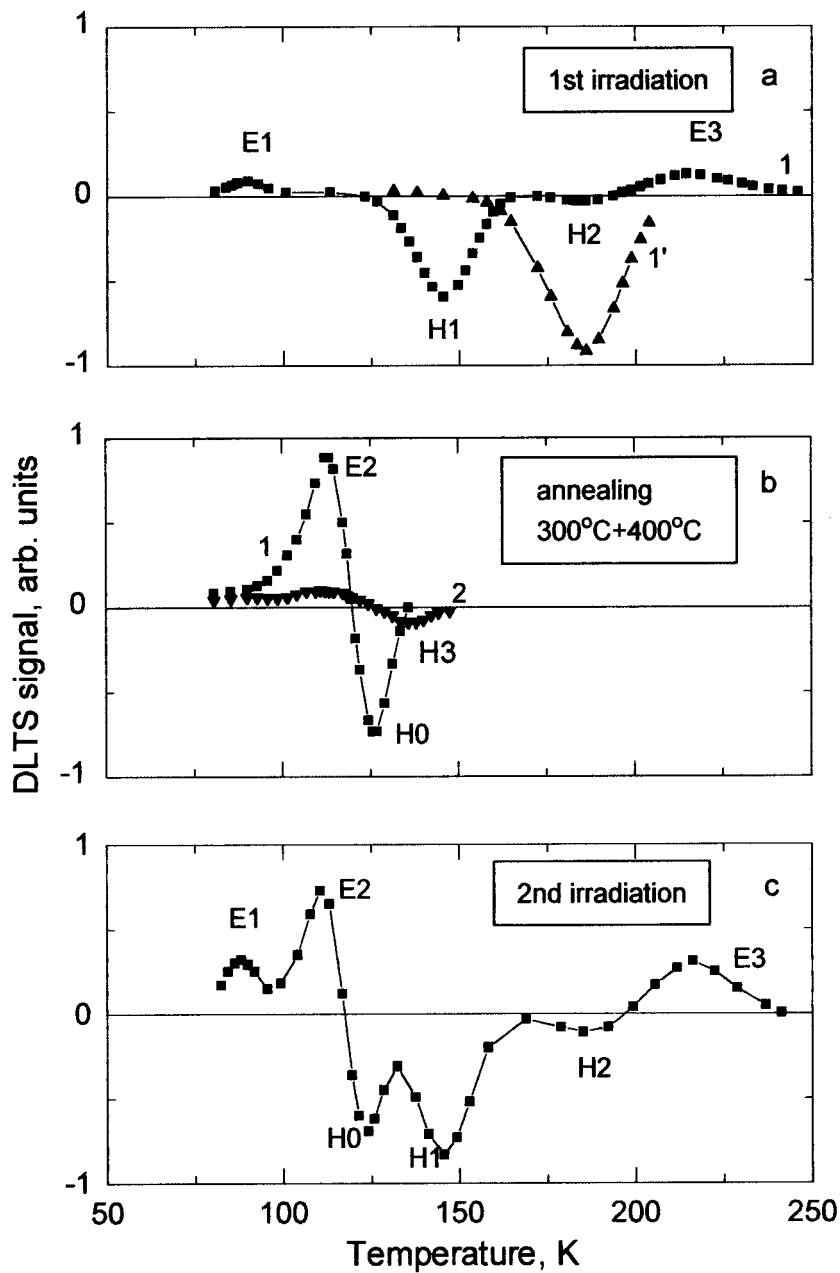 1
1st irradiation
a
E1
E3
1
0
H2
1'
H1
-1
1
E2
annealing
b
300°C+400°C
1
2
0
H3
H0
-1
1
2nd irradiation
c
E2
E1
E3
0
H2
H0
H1
-1
50
100
150
200
250
Temperature, K
DLTS signal, arb. units